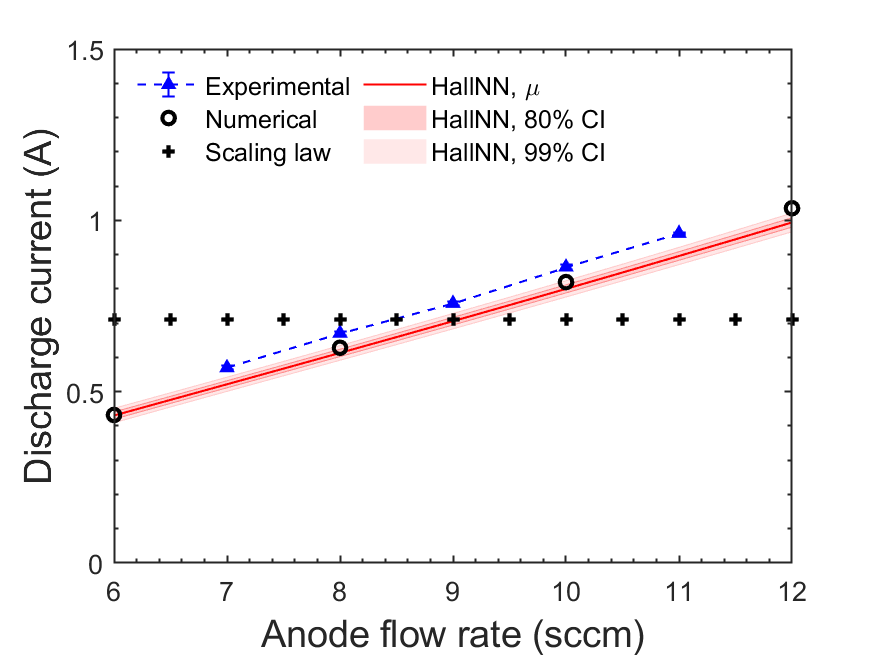 1.5
1
0.5
0
Discharge current (A)
Experimental
Numerical
Scaling law
HallNN, μ
HallNN, 80% CI
HallNN, 99% CI
6 7 8 9 10 11 12
Anode flow rate (sccm)